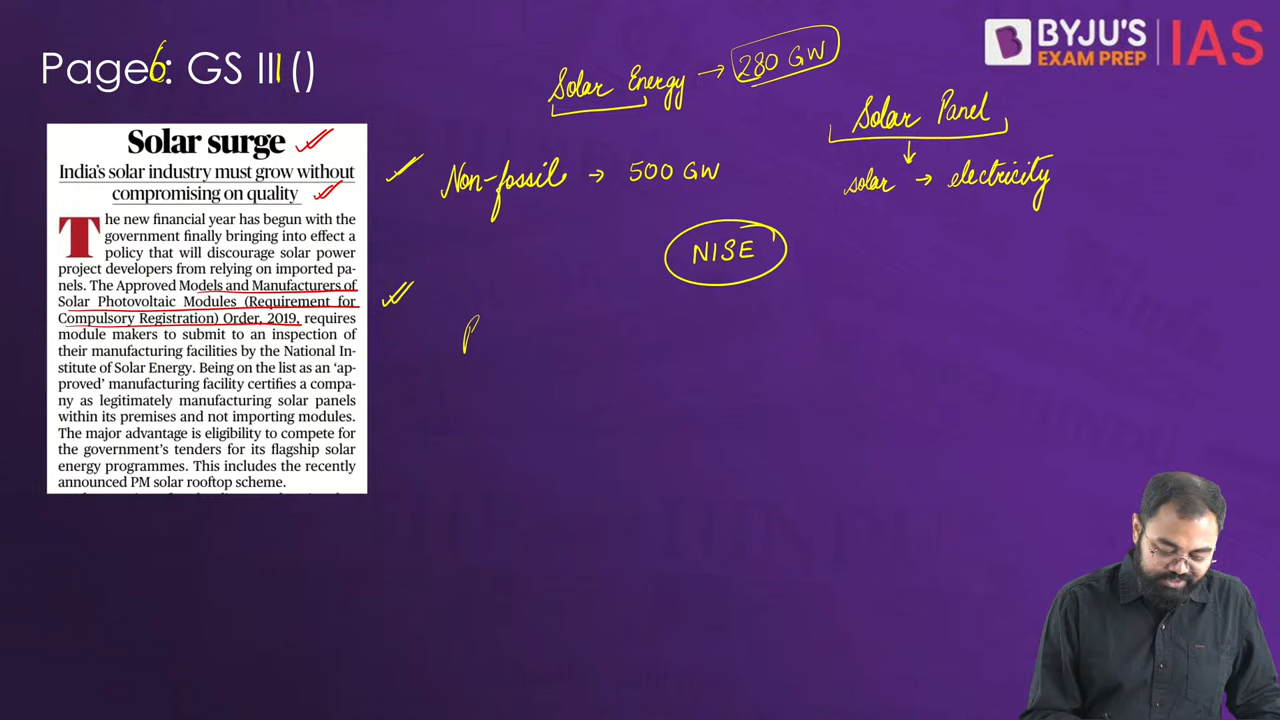 Page 6: GS III ()
BYJU'S
EXAM PREP
IAS
Solar Energy → 280 GW
Solar Panel
solar → electricity
Non-fossil → 500 GW
NISE
P
Solar surge
India's solar industry must grow without
compromising on quality
The new financial year has begun with the
government finally bringing into effect a
policy that will discourage solar power
project developers from relying on imported pa-
nels. The Approved Models and Manufacturers of
Solar Photovoltaic Modules (Requirement for
Compulsory Registration) Order, 2019, requires
module makers to submit to an inspection of
their manufacturing facilities by the National In-
stitute of Solar Energy. Being on the list as an 'ap-
proved' manufacturing facility certifies a compa-
ny as legitimately manufacturing solar panels
within its premises and not importing modules.
The major advantage is eligibility to compete for
the government's tenders for its flagship solar
energy programmes. This includes the recently
announced PM solar rooftop scheme.